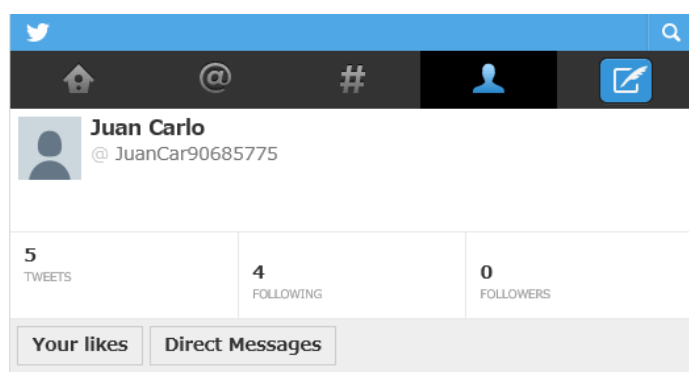 @ #
Juan Carlo
@ JuanCar90685775
5
TWEETS
4
FOLLOWING
0
FOLLOWERS
Your likes Direct Messages